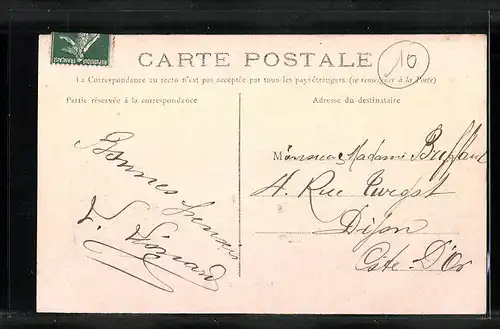 CARTE POSTALE
10
La Correspondance au recto n'est pas acceptée par tous les pays étrangers (se renseigner à la Poste)
Partie réservée à la correspondance
Adresse du destinataire
Bonnes
Monsieur Madame
4. Rue
Dijon
Côte-D'Or